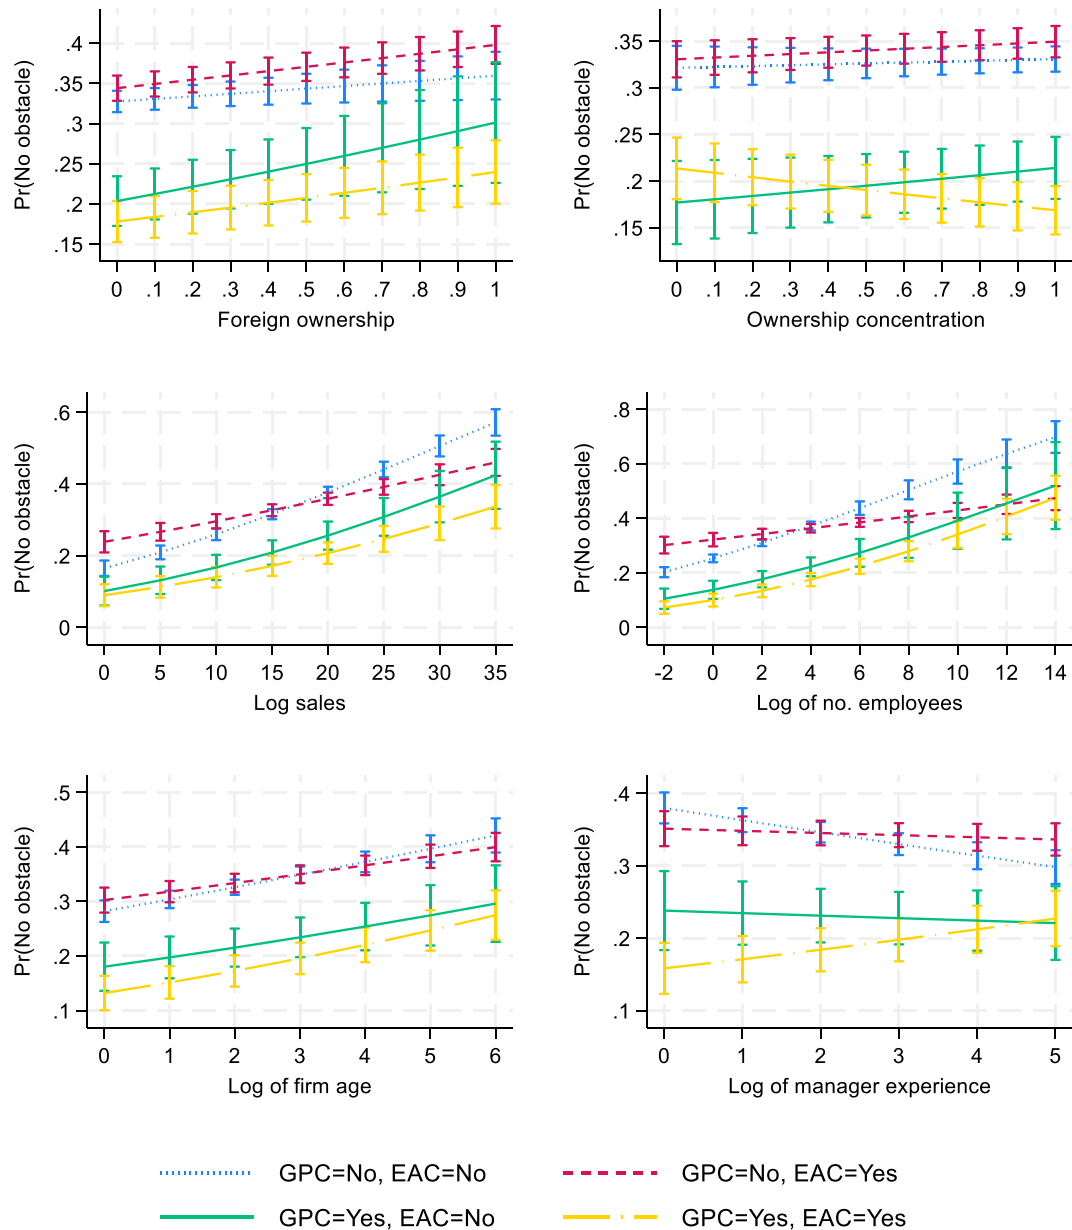 Pr(No obstacle)
.4
.35
.3
.25
.2
.15
0 .1 .2 .3 .4 .5 .6 .7 .8 .9 1
Foreign ownership
Pr(No obstacle)
.35
.3
.25
.2
.15
0 .1 .2 .3 .4 .5 .6 .7 .8 .9 1
Ownership concentration
Pr(No obstacle)
.6
.4
.2
0
0 5 10 15 20 25 30 35
Log sales
Pr(No obstacle)
.8
.6
.4
.2
0
-2 0 2 4 6 8 10 12 14
Log of no. employees
Pr(No obstacle)
.5
.4
.3
.2
.1
0 1 2 3 4 5 6
Log of firm age
Pr(No obstacle)
.4
.3
.2
.1
0 1 2 3 4 5
Log of manager experience
GPC=No, EAC=No GPC=No, EAC=Yes
GPC=Yes, EAC=No GPC=Yes, EAC=Yes